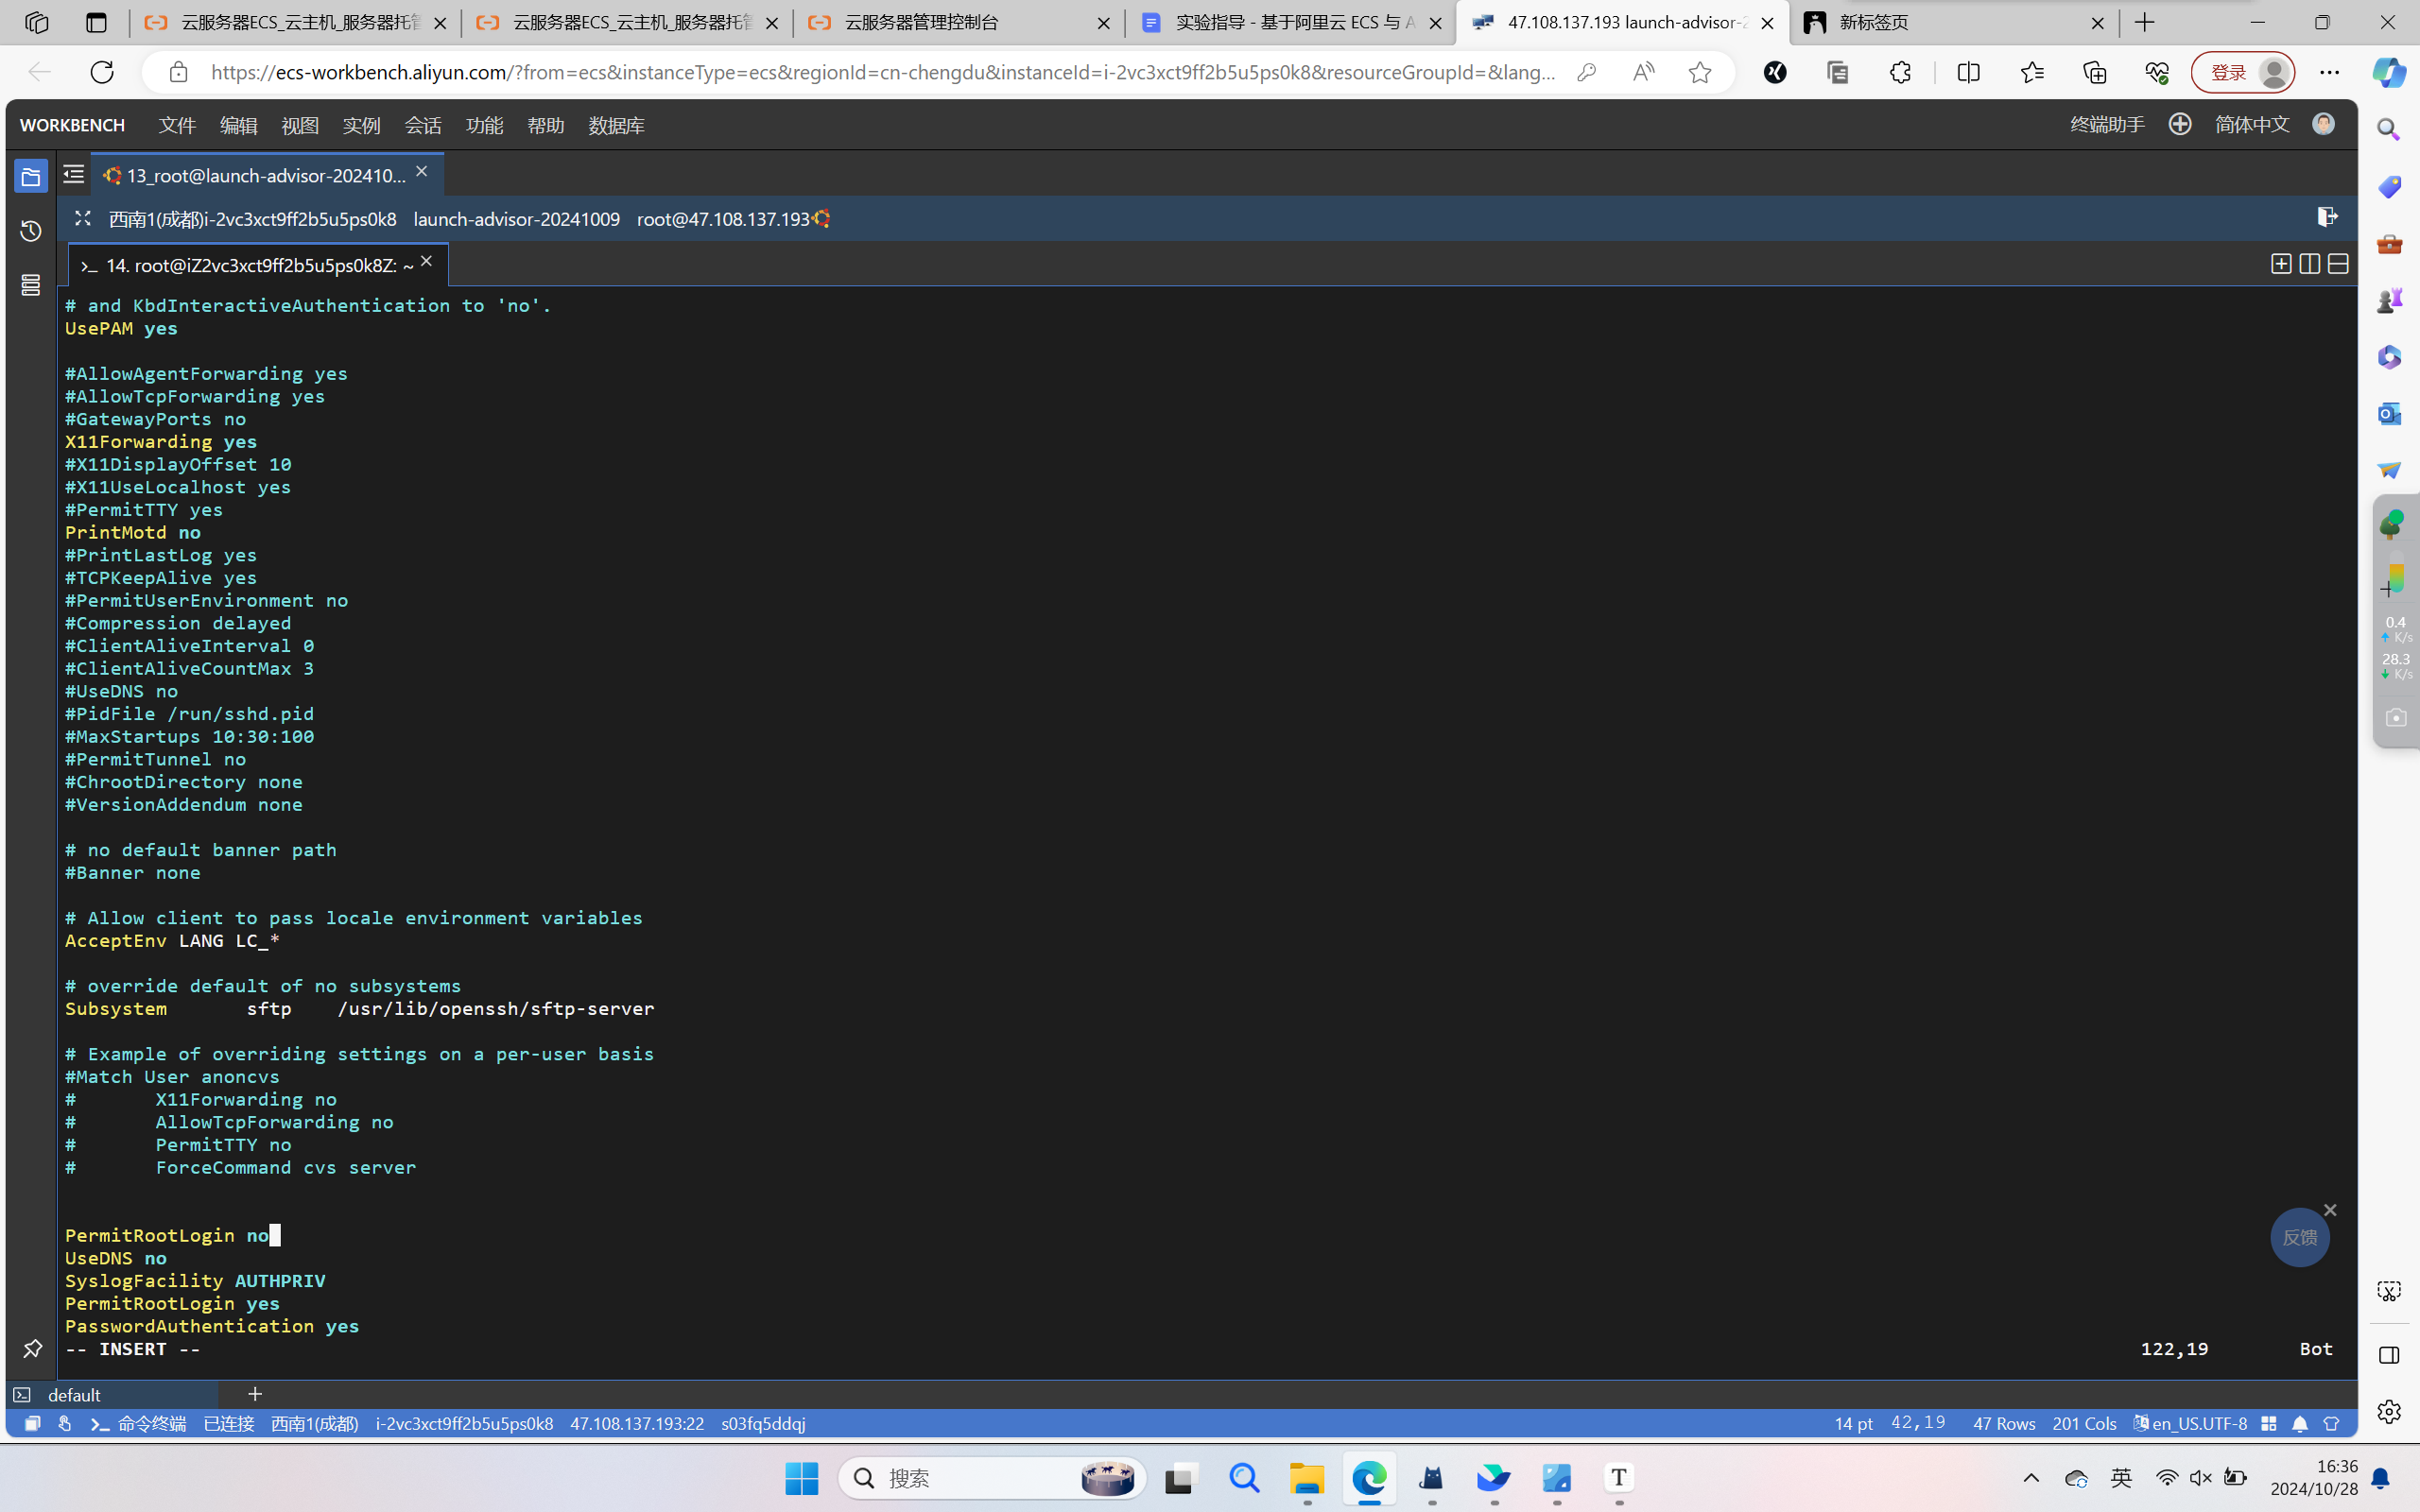 云服务器ECS_云主机_服务器托管
云服务器ECS_云主机_服务器托管
云服务器管理控制台
实验指导 - 基于阿里云 ECS 与 A
47.108.137.193 launch-advisor-2
新标签页
https://ecs-workbench.aliyun.com/?from=ecs&instanceType=ecs&regionId=cn-chengdu&instanceId=i-2vc3xct9ff2b5u5ps0k8&resourceGroupId=&lang...
登录
WORKBENCH 文件 编辑 视图 实例 会话 功能 帮助 数据库 终端助手 简体中文
13_root@launch-advisor-202410...
西南1(成都)i-2vc3xct9ff2b5u5ps0k8 launch-advisor-20241009 root@47.108.137.193
>_ 14. root@iZ2vc3xct9ff2b5u5ps0k8Z: ~
# and KbdInteractiveAuthentication to 'no'.
UsePAM yes
#AllowAgentForwarding yes
#AllowTcpForwarding yes
#GatewayPorts no
X11Forwarding yes
#X11DisplayOffset 10
#X11UseLocalhost yes
#PermitTTY yes
PrintMotd no
#PrintLastLog yes
#TCPKeepAlive yes
#PermitUserEnvironment no
#Compression delayed
#ClientAliveInterval 0
#ClientAliveCountMax 3
#UseDNS no
#PidFile /run/sshd.pid
#MaxStartups 10:30:100
#PermitTunnel no
#ChrootDirectory none
#VersionAddendum none
# no default banner path
#Banner none
# Allow client to pass locale environment variables
AcceptEnv LANG LC_*
# override default of no subsystems
Subsystem sftp /usr/lib/openssh/sftp-server
# Example of overriding settings on a per-user basis
#Match User anoncvs
# X11Forwarding no
# AllowTcpForwarding no
# PermitTTY no
# ForceCommand cvs server
PermitRootLogin no
UseDNS no
SyslogFacility AUTHPRIV
PermitRootLogin yes
PasswordAuthentication yes
-- INSERT -- 122,19 Bot
反馈
0.4
K/s
28.3
K/s
default
命令终端 已连接 西南1(成都) i-2vc3xct9ff2b5u5ps0k8 47.108.137.193:22 s03fq5ddqj 14 pt 42,19 47 Rows 201 Cols en_US.UTF-8
搜索
英
16:36
2024/10/28